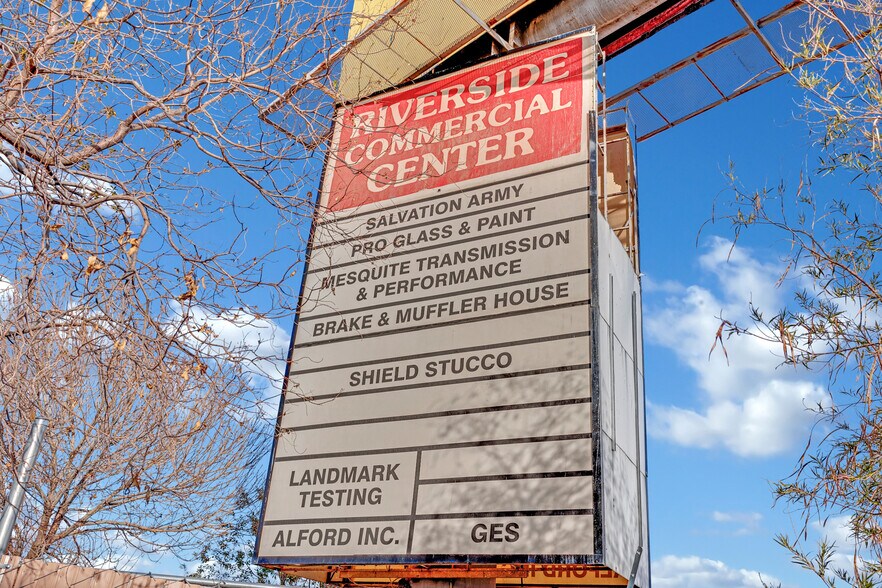 RIVERSIDE
COMMERCIAL
CENTER
SALVATION ARMY
PRO GLASS & PAINT
MESQUITE TRANSMISSION
& PERFORMANCE
BRAKE & MUFFLER HOUSE
SHIELD STUCCO
LANDMARK
TESTING
ALFORD INC.
GES